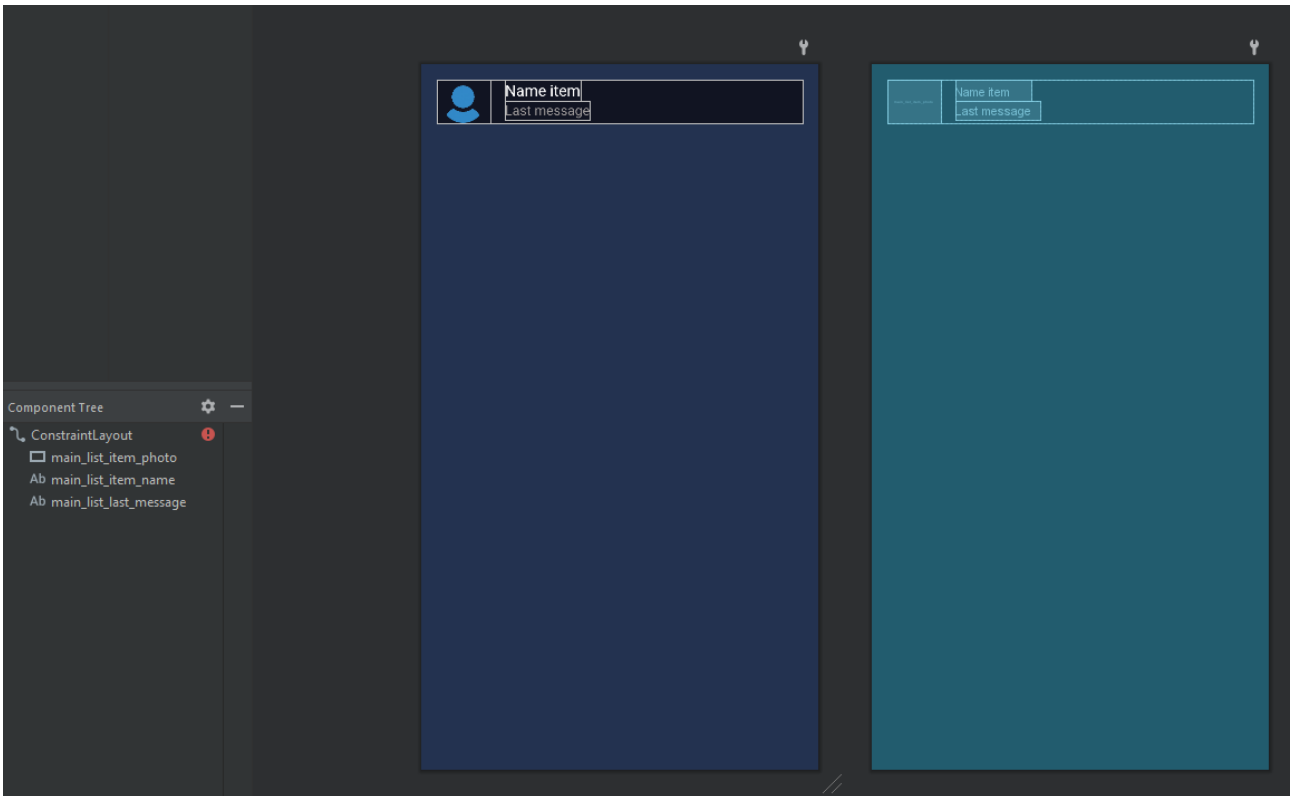 Name item
Last message
Name item
Last message
Component Tree
ConstraintLayout
main_list_item_photo
Ab main_list_item_name
Ab main_list_last_message